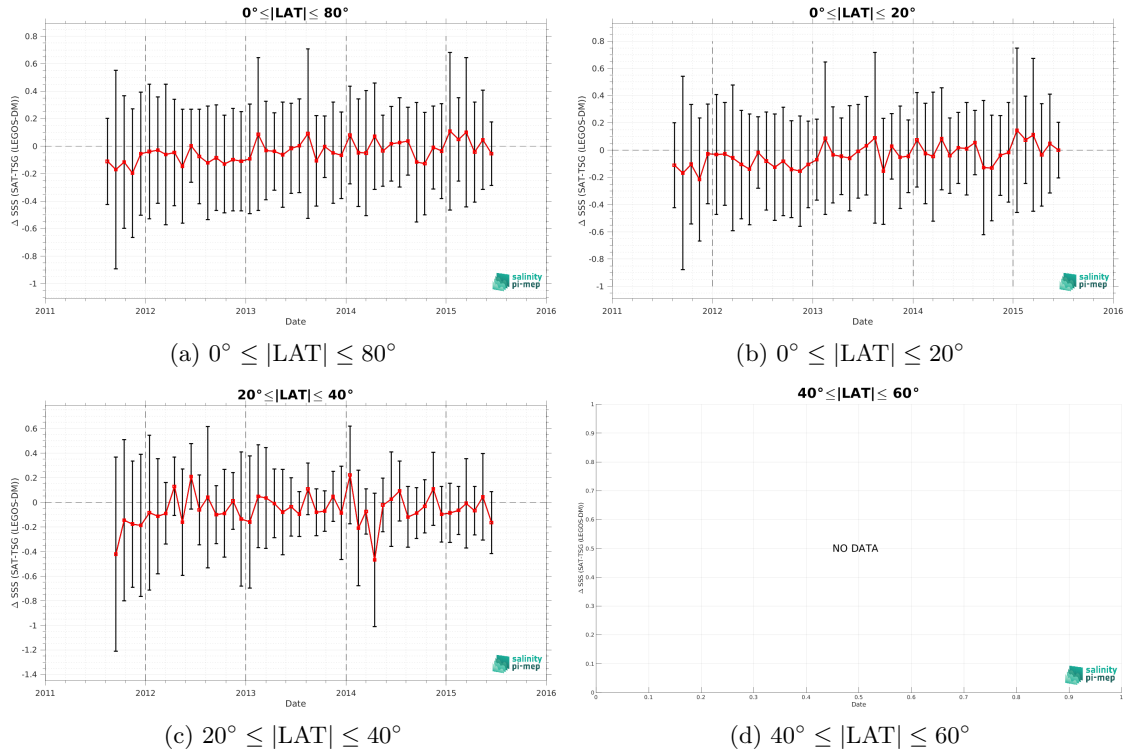 0°≤|LAT|≤ 80°
0.8
0.6
0.4
0.2
0
-0.2
-0.4
-0.6
-0.8
-1
Δ SSS (SAT-TSG (LEGOS-DM))
2011 2012 2013 2014 2015 2016
Date
salinity
pi-mep
(a) 0° ≤ |LAT| ≤ 80°
0°≤|LAT|≤ 20°
0.8
0.6
0.4
0.2
0
-0.2
-0.4
-0.6
-0.8
-1
Δ SSS (SAT-TSG (LEGOS-DM))
2011 2012 2013 2014 2015 2016
Date
salinity
pi-mep
(b) 0° ≤ |LAT| ≤ 20°
20°≤|LAT|≤ 40°
0.6
0.4
0.2
0
-0.2
-0.4
-0.6
-0.8
-1
-1.2
-1.4
Δ SSS (SAT-TSG (LEGOS-DM))
2011 2012 2013 2014 2015 2016
Date
salinity
pi-mep
(c) 20° ≤ |LAT| ≤ 40°
40°≤|LAT|≤ 60°
1
0.9
0.8
0.7
0.6
0.5
0.4
0.3
0.2
0.1
0
Δ SSS (SAT-TSG (LEGOS-DM))
NO DATA
0 0.1 0.2 0.3 0.4 0.5 0.6 0.7 0.8 0.9 1
Date
salinity
pi-mep
(d) 40° ≤ |LAT| ≤ 60°